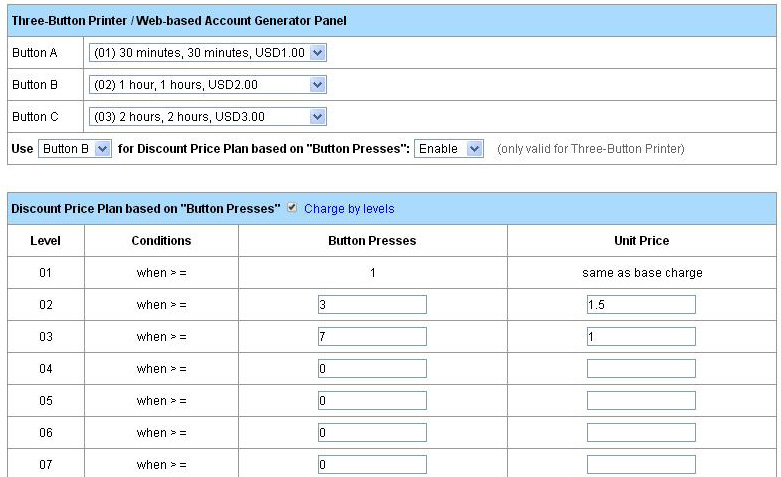 Three-Button Printer / Web-based Account Generator Panel
Button A (01) 30 minutes, 30 minutes, USD1.00
Button B (02) 1 hour, 1 hours, USD2.00
Button C (03) 2 hours, 2 hours, USD3.00
Use Button B for Discount Price Plan based on "Button Presses": Enable (only valid for Three-Button Printer)
Discount Price Plan based on "Button Presses" Charge by levels
Level Conditions Button Presses Unit Price
01 when > = 1 same as base charge
02 when > = 3 1.5
03 when > = 7 1
04 when > = 0
05 when > = 0
06 when > = 0
07 when > = 0